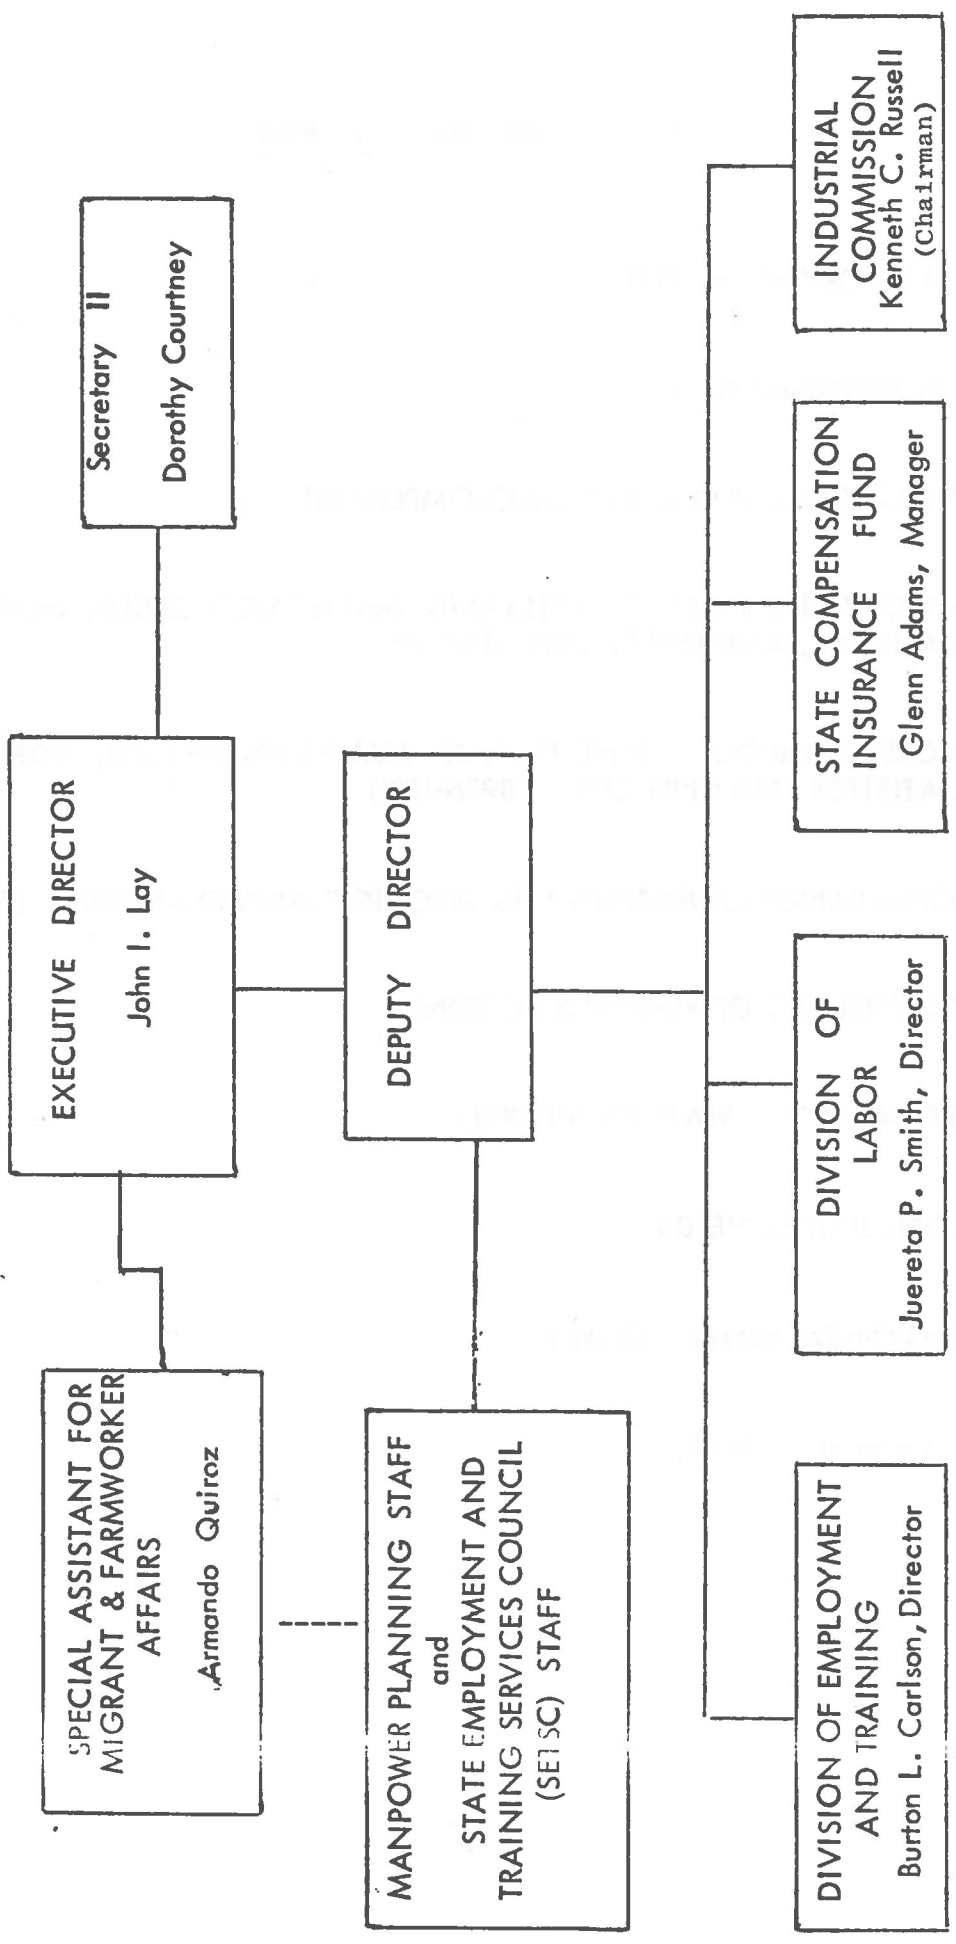 EXECUTIVE DIRECTOR
John I. Lay
Secretary II
Dorothy Courtney
SPECIAL ASSISTANT FOR
MIGRANT & FARMWORKER
AFFAIRS
Armando Quiroz
DEPUTY DIRECTOR
MANPOWER PLANNING STAFF
and
STATE EMPLOYMENT AND
TRAINING SERVICES COUNCIL
(SETSC) STAFF
DIVISION OF EMPLOYMENT
AND TRAINING
Burton L. Carlson, Director
DIVISION OF
LABOR
Juereta P. Smith, Director
STATE COMPENSATION
INSURANCE FUND
Glenn Adams, Manager
INDUSTRIAL
COMMISSION
Kenneth C. Russell
(Chairman)